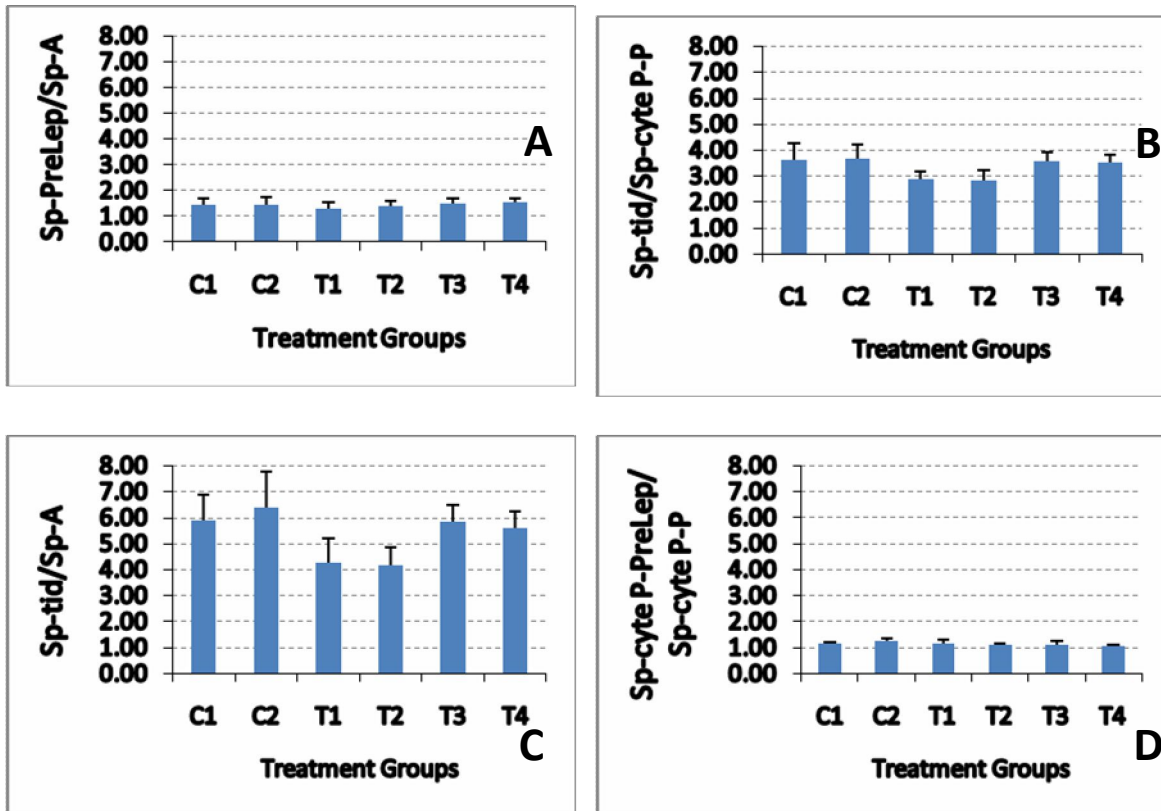 Sp-PreLep/Sp-A
8.00
7.00
6.00
5.00
4.00
3.00
2.00
1.00
0.00
A
C1 C2 T1 T2 T3 T4
Treatment Groups
Sp-tid/Sp-cyte P-P
8.00
7.00
6.00
5.00
4.00
3.00
2.00
1.00
0.00
B
C1 C2 T1 T2 T3 T4
Treatment Groups
Sp-tid/Sp-A
8.00
7.00
6.00
5.00
4.00
3.00
2.00
1.00
0.00
C1 C2 T1 T2 T3 T4
C
Treatment Groups
Sp-cyte P-PreLep/
Sp-cyte P-P
8.00
7.00
6.00
5.00
4.00
3.00
2.00
1.00
0.00
C1 C2 T1 T2 T3 T4
D
Treatment Groups